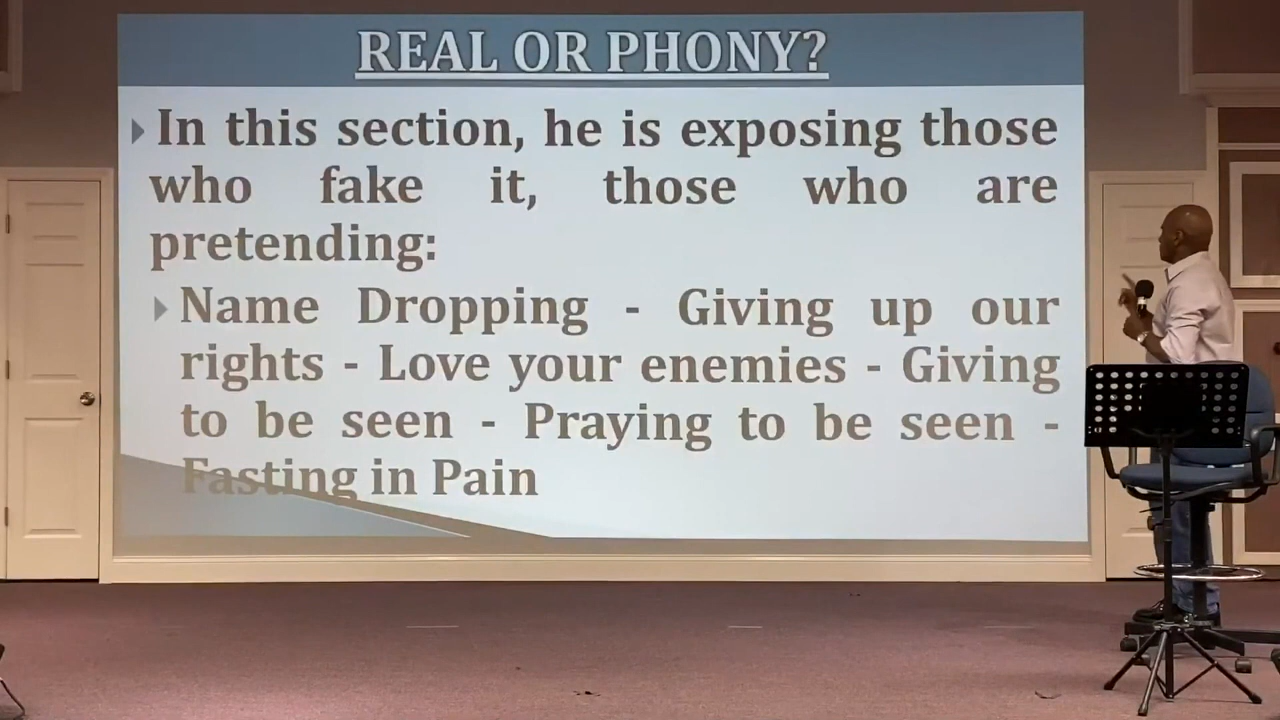 REAL OR PHONY?
In this section, he is exposing those
who fake it, those who are
pretending:
Name Dropping - Giving up our
rights - Love your enemies - Giving
to be seen - Praying to be seen -
Fasting in Pain